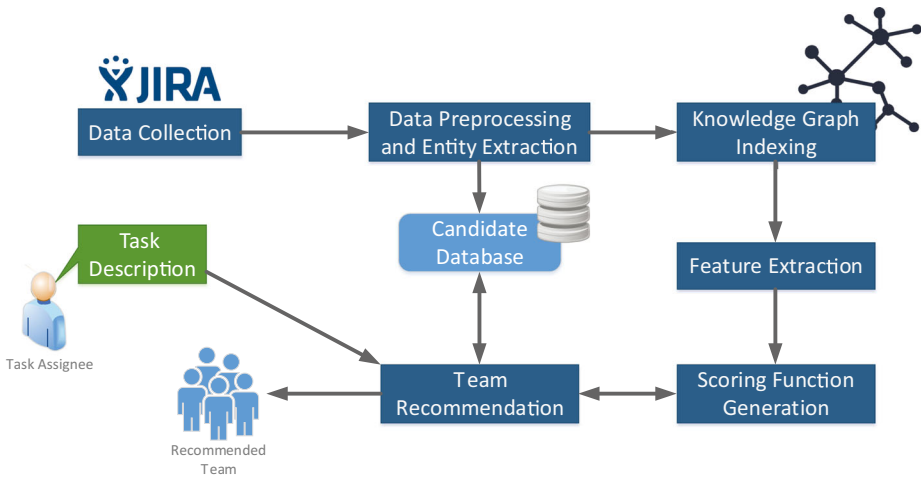 JIRA
Data Collection
Data Preprocessing
and Entity Extraction
Knowledge Graph
Indexing
Task
Description
Candidate
Database
Feature Extraction
Task Assignee
Team
Recommendation
Scoring Function
Generation
Recommended
Team